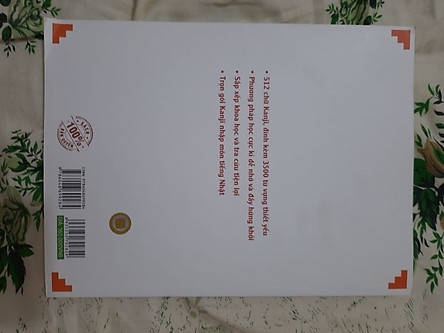 • 512 chữ Kanji, đính kèm 3500 từ vựng thiết yếu
• Phương pháp học cực kì dễ nhớ và đầy hứng khởi
• Sắp xếp khoa học và tra cứu tiện lợi
• Trọn gói Kanji nhập môn tiếng Nhật
100%